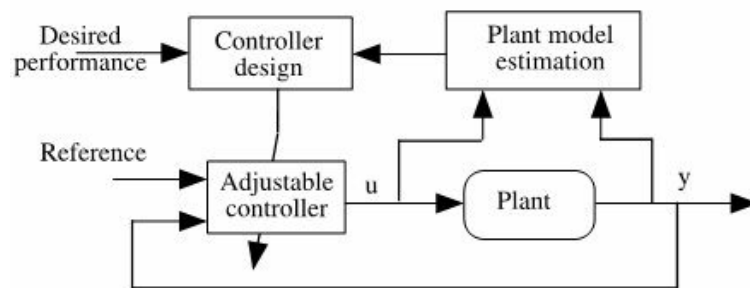 Desired
performance
Controller
design
Plant model
estimation
Reference
Adjustable
controller
u
Plant
y